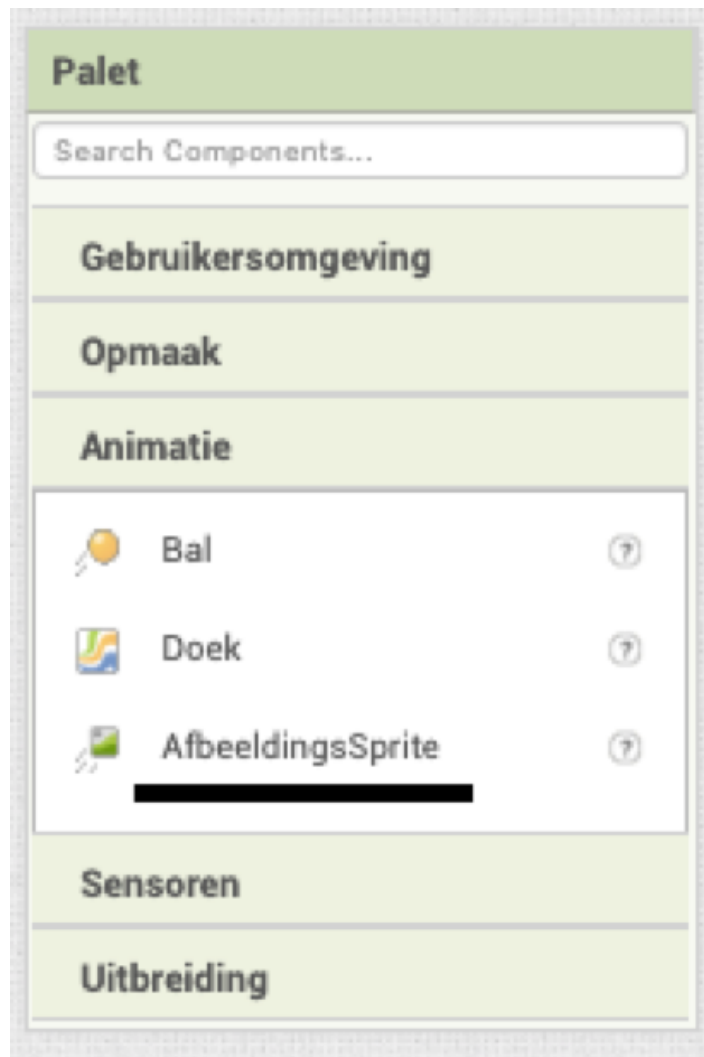 Palet
Search Components...
Gebruikersomgeving
Opmaak
Animatie
Bal ?
Doek ?
AfbeeldingsSprite ?
Sensoren
Uitbreiding